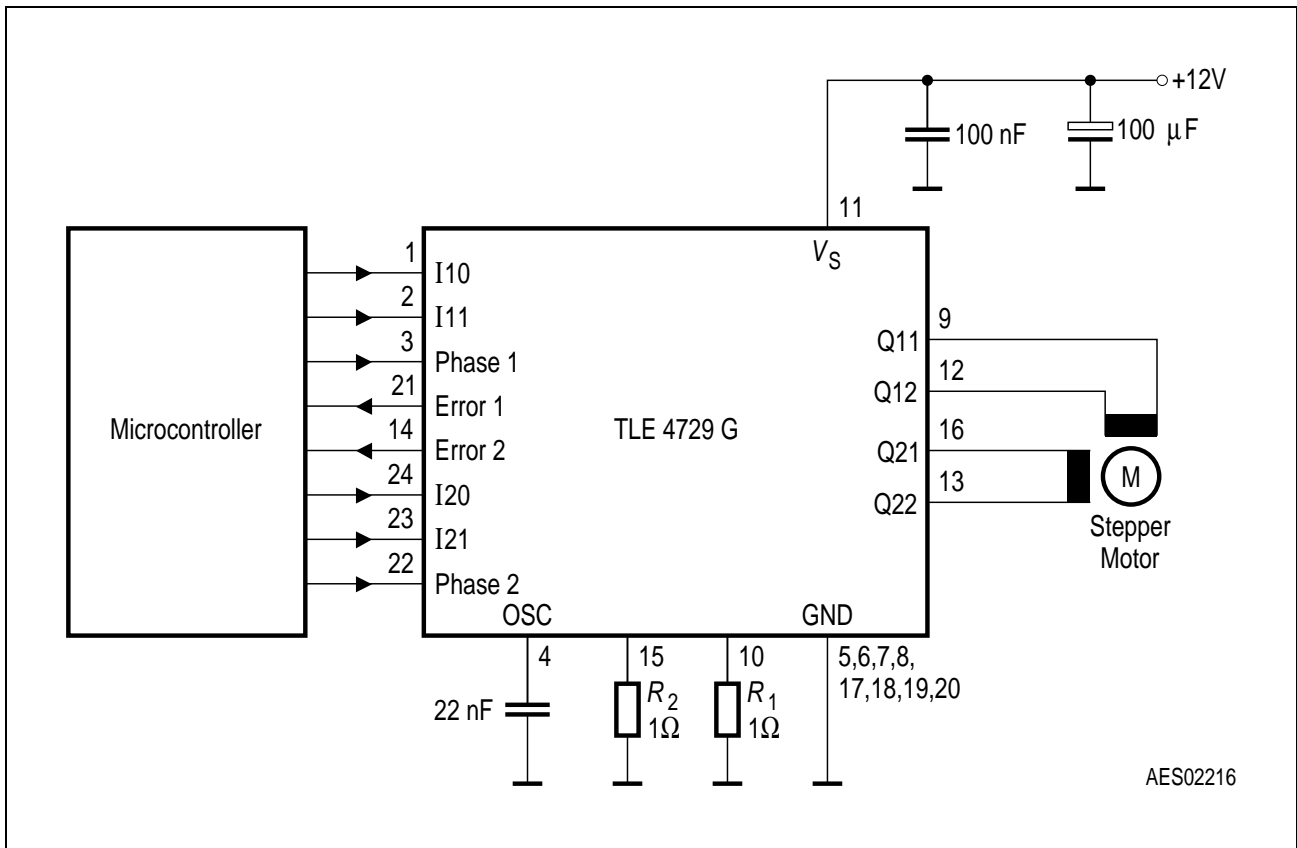 +12V
100 nF
100 µF
11
V_S
1
I10
2
I11
3
Phase 1
21
Error 1
14
Error 2
24
I20
23
I21
22
Phase 2
Microcontroller
TLE 4729 G
9
Q11
12
Q12
16
Q21
13
Q22
M
Stepper
Motor
OSC
GND
4
15
10
5,6,7,8,
17,18,19,20
22 nF
R_2
1Ω
R_1
1Ω
AES02216